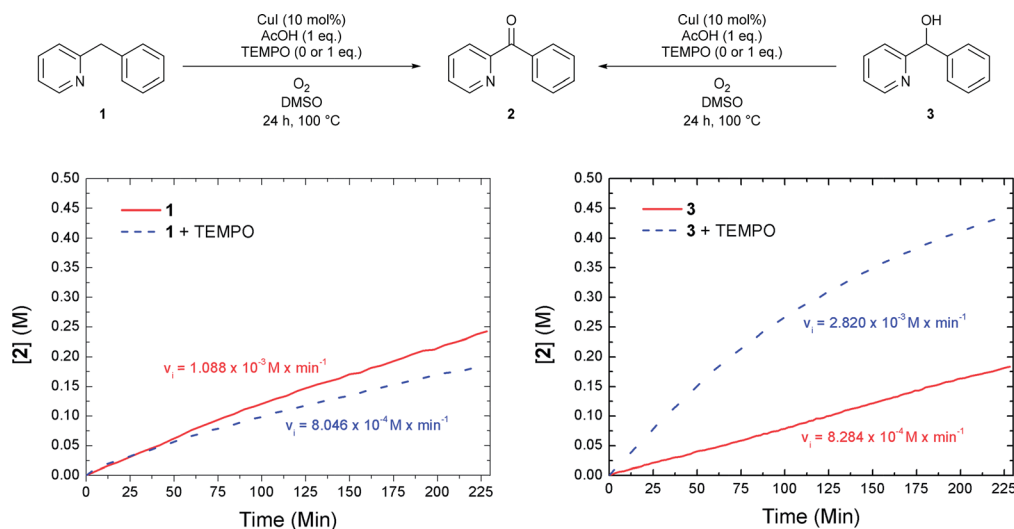 CuI (10 mol%)
AcOH (1 eq.)
TEMPO (0 or 1 eq.)
O₂
DMSO
24 h, 100 °C
N
1
O
N
2
CuI (10 mol%)
AcOH (1 eq.)
TEMPO (0 or 1 eq.)
O₂
DMSO
24 h, 100 °C
OH
N
3
[2] (M)
0.50
0.45
0.40
0.35
0.30
0.25
0.20
0.15
0.10
0.05
0.00
1
1 + TEMPO
vᵢ = 1.088 x 10⁻³ M x min⁻¹
vᵢ = 8.046 x 10⁻⁴ M x min⁻¹
0 25 50 75 100 125 150 175 200 225
Time (Min)
[2] (M)
0.50
0.45
0.40
0.35
0.30
0.25
0.20
0.15
0.10
0.05
0.00
3
3 + TEMPO
vᵢ = 2.820 x 10⁻³ M x min⁻¹
vᵢ = 8.284 x 10⁻⁴ M x min⁻¹
0 25 50 75 100 125 150 175 200 225
Time (Min)